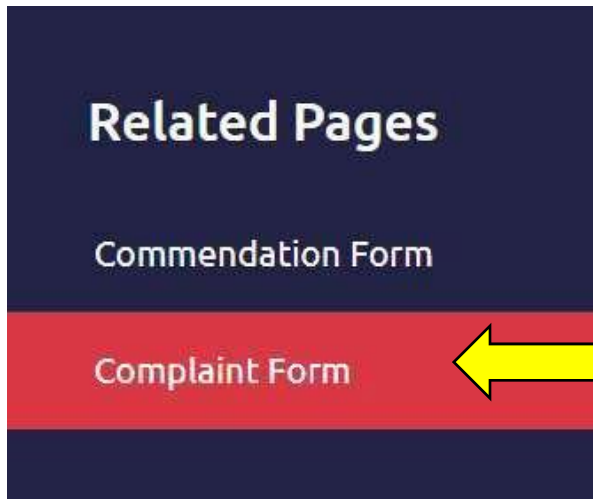 Related Pages
Commendation Form
Complaint Form